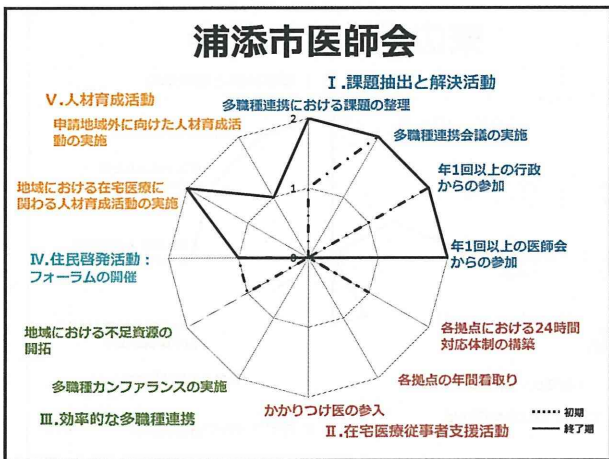 浦添市医師会
Ⅰ.課題抽出と解決活動
多職種連携における課題の整理
多職種連携会議の実施
年1回以上の行政
からの参加
年1回以上の医師会
からの参加
各拠点における24時間
対応体制の構築
各拠点の年間看取り
かかりつけ医の参入
Ⅱ.在宅医療従事者支援活動
Ⅲ.効率的な多職種連携
多職種カンファランスの実施
地域における不足資源の
開拓
Ⅳ.住民啓発活動:
フォーラムの開催
地域における在宅医療に
関わる人材育成活動の実施
Ⅴ.人材育成活動
申請地域外に向けた人材育成活
動の実施
2
1
0
初期
終了期